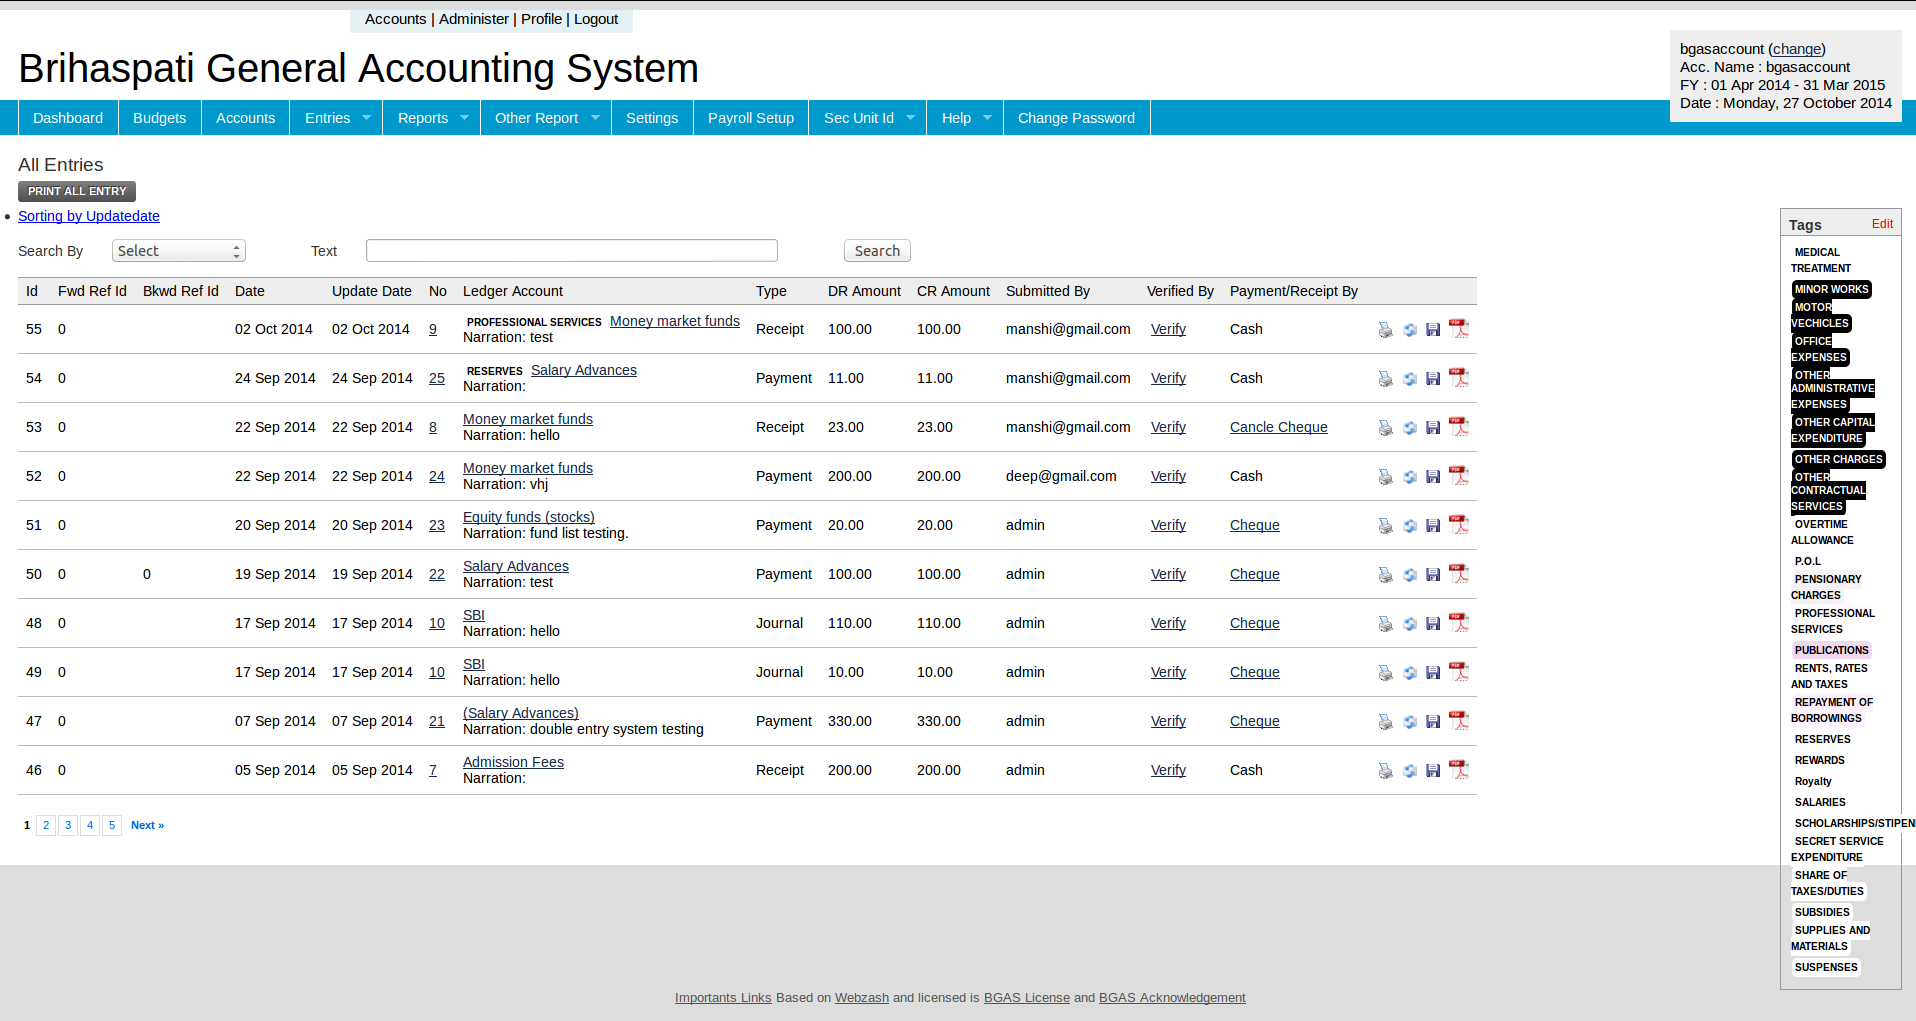 Accounts | Administer | Profile | Logout
Brihaspati General Accounting System
bgasaccount (change)
Acc. Name : bgasaccount
FY : 01 Apr 2014 - 31 Mar 2015
Date : Monday, 27 October 2014
Dashboard Budgets Accounts Entries Reports Other Report Settings Payroll Setup Sec Unit Id Help Change Password
All Entries
PRINT ALL ENTRY
Sorting by Updatedate
Search By Select Text Search
Id Fwd Ref Id Bkwd Ref Id Date Update Date No Ledger Account Type DR Amount CR Amount Submitted By Verified By Payment/Receipt By
55 0 02 Oct 2014 02 Oct 2014 9 PROFESSIONAL SERVICES Money market funds Receipt 100.00 100.00 manshi@gmail.com Verify Cash
Narration: test
54 0 24 Sep 2014 24 Sep 2014 25 RESERVES Salary Advances Payment 11.00 11.00 manshi@gmail.com Verify Cash
Narration:
53 0 22 Sep 2014 22 Sep 2014 8 Money market funds Receipt 23.00 23.00 manshi@gmail.com Verify Cancle Cheque
Narration: hello
52 0 22 Sep 2014 22 Sep 2014 24 Money market funds Payment 200.00 200.00 deep@gmail.com Verify Cash
Narration: vhj
51 0 20 Sep 2014 20 Sep 2014 23 Equity funds (stocks) Payment 20.00 20.00 admin Verify Cheque
Narration: fund list testing.
50 0 0 19 Sep 2014 19 Sep 2014 22 Salary Advances Payment 100.00 100.00 admin Verify Cheque
Narration: test
48 0 17 Sep 2014 17 Sep 2014 10 SBI Journal 110.00 110.00 admin Verify Cheque
Narration: hello
49 0 17 Sep 2014 17 Sep 2014 10 SBI Journal 10.00 10.00 admin Verify Cheque
Narration: hello
47 0 07 Sep 2014 07 Sep 2014 21 (Salary Advances) Payment 330.00 330.00 admin Verify Cheque
Narration: double entry system testing
46 0 05 Sep 2014 05 Sep 2014 7 Admission Fees Receipt 200.00 200.00 admin Verify Cash
Narration:
1 2 3 4 5 Next »
Tags Edit
MEDICAL
TREATMENT
MINOR WORKS
MOTOR
VECHICLES
OFFICE
EXPENSES
OTHER
ADMINISTRATIVE
EXPENSES
OTHER CAPITAL
EXPENDITURE
OTHER CHARGES
OTHER
CONTRACTUAL
SERVICES
OVERTIME
ALLOWANCE
P.O.L
PENSIONARY
CHARGES
PROFESSIONAL
SERVICES
PUBLICATIONS
RENTS, RATES
AND TAXES
REPAYMENT OF
BORROWINGS
RESERVES
REWARDS
Royalty
SALARIES
SCHOLARSHIPS/STIPEN
SECRET SERVICE
EXPENDITURE
SHARE OF
TAXES/DUTIES
SUBSIDIES
SUPPLIES AND
MATERIALS
SUSPENSES
Importants Links Based on Webzash and licensed is BGAS License and BGAS Acknowledgement